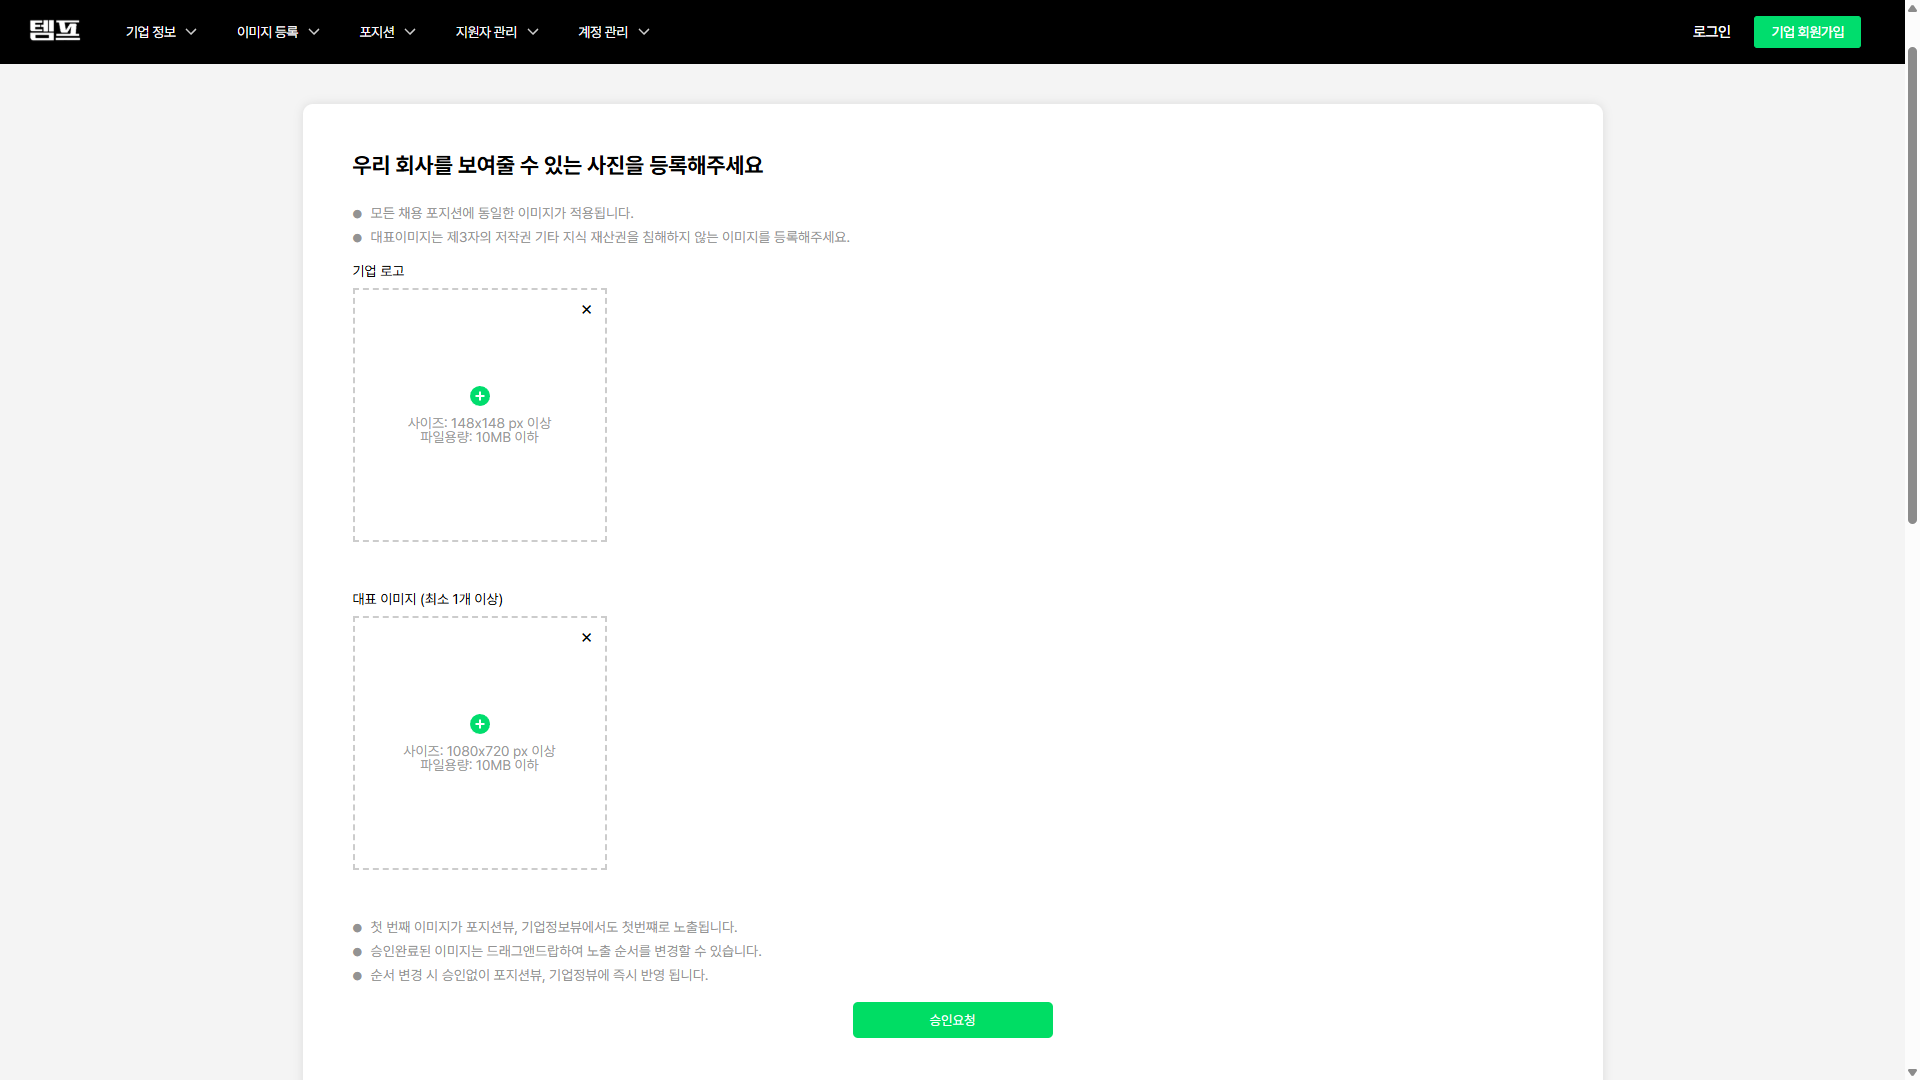 템프
기업 정보
이미지 등록
포지션
지원자 관리
계정 관리
로그인
기업 회원가입
우리 회사를 보여줄 수 있는 사진을 등록해주세요
모든 채용 포지션에 동일한 이미지가 적용됩니다.
대표이미지는 제3자의 저작권 기타 지식 재산권을 침해하지 않는 이미지를 등록해주세요.
기업 로고
사이즈: 148x148 px 이상
파일용량: 10MB 이하
대표 이미지 (최소 1개 이상)
사이즈: 1080x720 px 이상
파일용량: 10MB 이하
첫 번째 이미지가 포지션뷰, 기업정보뷰에서도 첫번째로 노출됩니다.
승인완료된 이미지는 드래그앤드랍하여 노출 순서를 변경할 수 있습니다.
순서 변경 시 승인없이 포지션뷰, 기업정뷰에 즉시 반영 됩니다.
승인요청